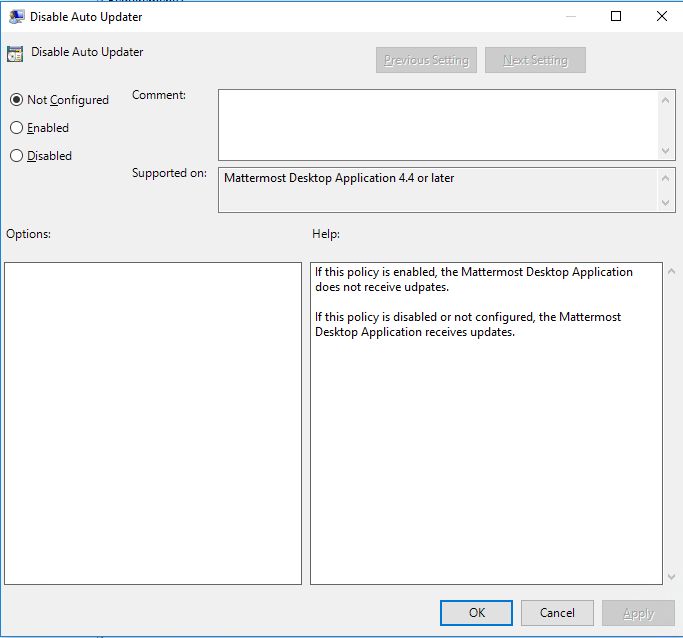 Disable Auto Updater
Disable Auto Updater
Previous Setting
Next Setting
Not Configured
Comment:
Enabled
Disabled
Supported on:
Mattermost Desktop Application 4.4 or later
Options:
Help:
If this policy is enabled, the Mattermost Desktop Application
does not receive udpates.
If this policy is disabled or not configured, the Mattermost
Desktop Application receives updates.
OK
Cancel
Apply